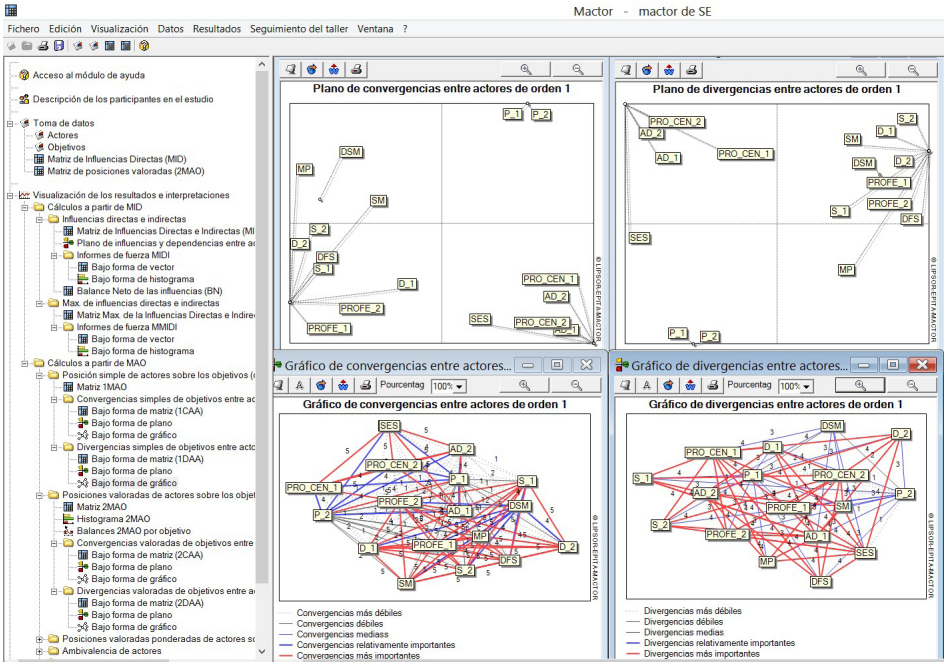 Mactor - mactor de SE
Fichero Edición Visualización Datos Resultados Seguimiento del taller Ventana ?
Acceso al módulo de ayuda
Descripción de los participantes en el estudio
Toma de datos
Actores
Objetivos
Matriz de Influencias Directas (MID)
Matriz de posiciones valoradas (2MAO)
Visualización de los resultados e interpretaciones
Cálculos a partir de MID
Influencias directas e indirectas
Matriz de Influencias Directas e Indirectas (MI
Plano de influencias y dependencias entre ac
Informes de fuerza MIDI
Bajo forma de vector
Bajo forma de histograma
Balance Neto de las influencias (BN)
Max. de influencias directas e indirectas
Matriz Max. de la Influencias Directas e Indire
Informes de fuerza MMIDI
Bajo forma de vector
Bajo forma de histograma
Cálculos a partir de MAO
Posición simple de actores sobre los objetivos (
Matriz 1MAO
Convergencias simples de objetivos entre ac
Bajo forma de matriz (1CAA)
Bajo forma de plano
Bajo forma de gráfico
Divergencias simples de objetivos entre acto
Bajo forma de matriz (1DAA)
Bajo forma de plano
Bajo forma de gráfico
Posiciones valoradas de actores sobre los objet
Matriz 2MAO
Histograma 2MAO
Balances 2MAO por objetivo
Convergencias valoradas de objetivos entre
Bajo forma de matriz (2CAA)
Bajo forma de plano
Bajo forma de gráfico
Divergencias valoradas de objetivos entre a
Bajo forma de matriz (2DAA)
Bajo forma de plano
Bajo forma de gráfico
Posiciones valoradas ponderadas de actores so
Ambivalencia de actores
Plano de convergencias entre actores de orden 1
P_1 P_2
DSM
MP
SM
S_2
D_2
DFS
S_1
D_1
PRO_CEN_1
AD_2
PROFE_2
SES
PRO_CEN_2
AD_1
PROFE_1
© LIPSOR-EPITA-MACTOR
Plano de divergencias entre actores de orden 1
PRO_CEN_2
S_2
AD_2
D_1
SM
AD_1
PRO_CEN_1
DSM
D_2
PROFE_1
PROFE_2
S_1
DFS
SES
MP
P_1
P_2
© LIPSOR-EPITA-MACTOR
Gráfico de convergencias entre actores...
A
Pourcentag 100%
Gráfico de convergencias entre actores de orden 1
SES
AD_2
PRO_CEN_2
P_1
S_1
PRO_CEN_1
PROFE_2
DSM
P_2
AD_1
MP
D_1
PROFE_1
D_2
DFS
S_2
SM
© LIPSOR-EPITA-MACTOR
Convergencias más débiles
Convergencias débiles
Convergencias mediass
Convergencias relativamente importantes
Convergencias más importantes
Gráfico de divergencias entre actores...
A
Pourcentag 100%
Gráfico de divergencias entre actores de orden 1
DSM
D_2
D_1
PRO_CEN_1
P_1
PRO_CEN_2
S_1
AD_2
P_2
PROFE_1
SM
S_2
PROFE_2
AD_1
SES
MP
DFS
© LIPSOR-EPITA-MACTOR
Divergencias más débiles
Divergencias débiles
Divergencias medias
Divergencias relativamente importantes
Divergencias más importantes